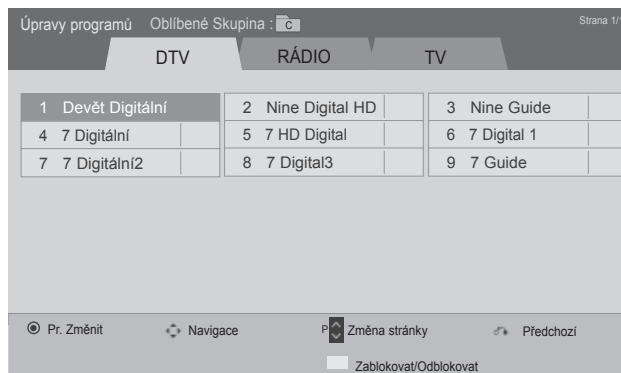 Úpravy programů Oblíbené Skupina : C Strana 1/1
DTV RÁDIO TV
1 Devět Digitální 2 Nine Digital HD 3 Nine Guide
4 7 Digitální 5 7 HD Digital 6 7 Digital 1
7 7 Digitální2 8 7 Digital3 9 7 Guide
Pr. Změnit Navigace P Změna stránky Předchozí
Zablokovat/Odblokovat